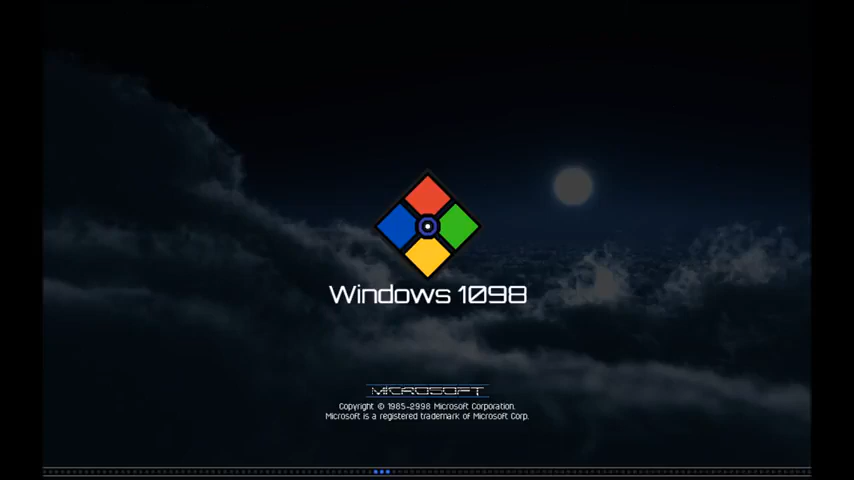 Windows 1098
MICROSOFT
Copyright © 1985-2998 Microsoft Corporation.
Microsoft is a registered trademark of Microsoft Corp.